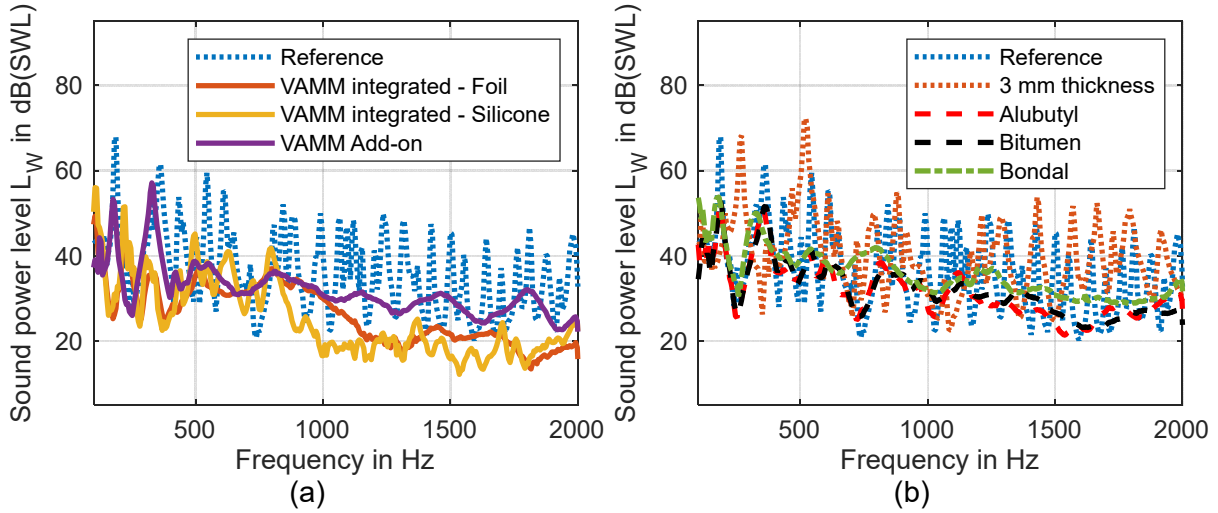 Sound power level L_W in dB(SWL)
80
60
40
20
Reference
VAMM integrated - Foil
VAMM integrated - Silicone
VAMM Add-on
500
1000
1500
2000
Frequency in Hz
(a)
Sound power level L_W in dB(SWL)
80
60
40
20
Reference
3 mm thickness
Alubutyl
Bitumen
Bondal
500
1000
1500
2000
Frequency in Hz
(b)